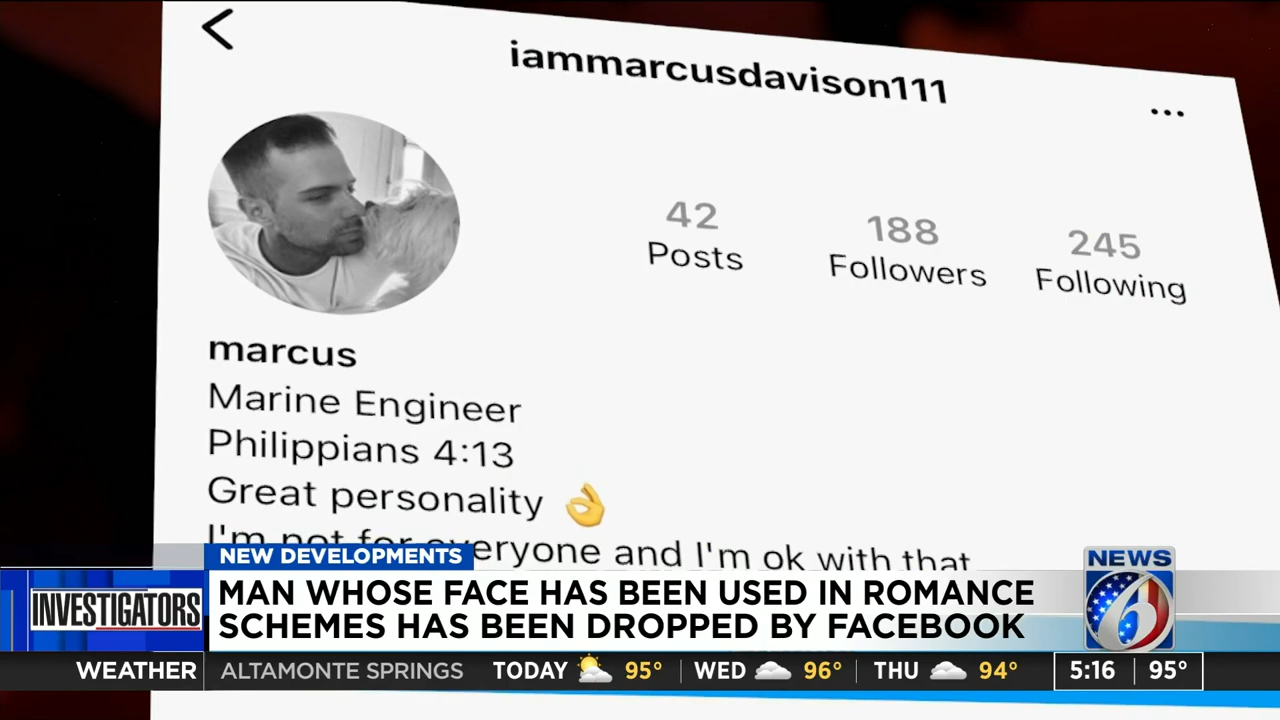 iammarcusdavison111
42
Posts
188
Followers
245
Following
marcus
Marine Engineer
Philippians 4:13
Great personality 👌
I'm not for everyone and I'm ok with that
NEW DEVELOPMENTS
INVESTIGATORS
MAN WHOSE FACE HAS BEEN USED IN ROMANCE
SCHEMES HAS BEEN DROPPED BY FACEBOOK
NEWS
6
WEATHER ALTAMONTE SPRINGS TODAY 95° WED 96° THU 94° 5:16 95°